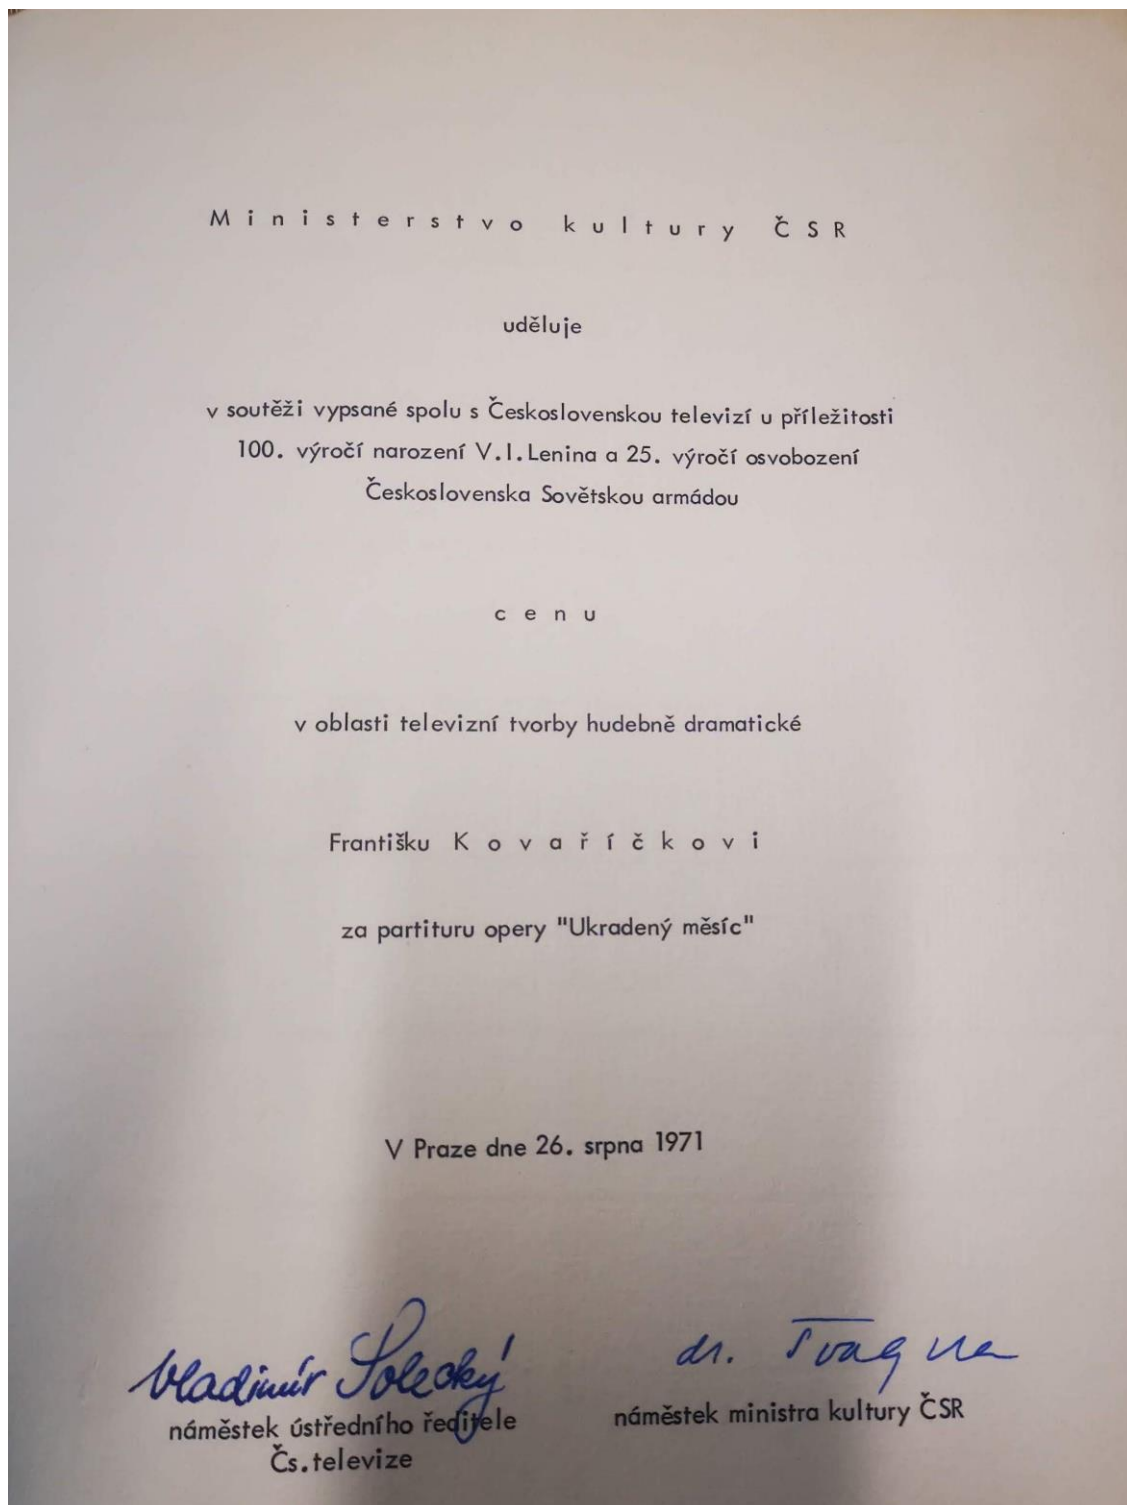 Ministerstvo kultury ČSR
uděluje
v soutěži vypsané spolu s Československou televizí u příležitosti
100. výročí narození V.I.Lenina a 25. výročí osvobození
Československa Sovětskou armádou
cenu
v oblasti televizní tvorby hudebně dramatické
Františku Kovaříčkovi
za partituru opery "Ukradený měsíc"
V Praze dne 26. srpna 1971
Vladimír Solecký
dr.
náměstek ústředního ředitele
Čs.televize
náměstek ministra kultury ČSR